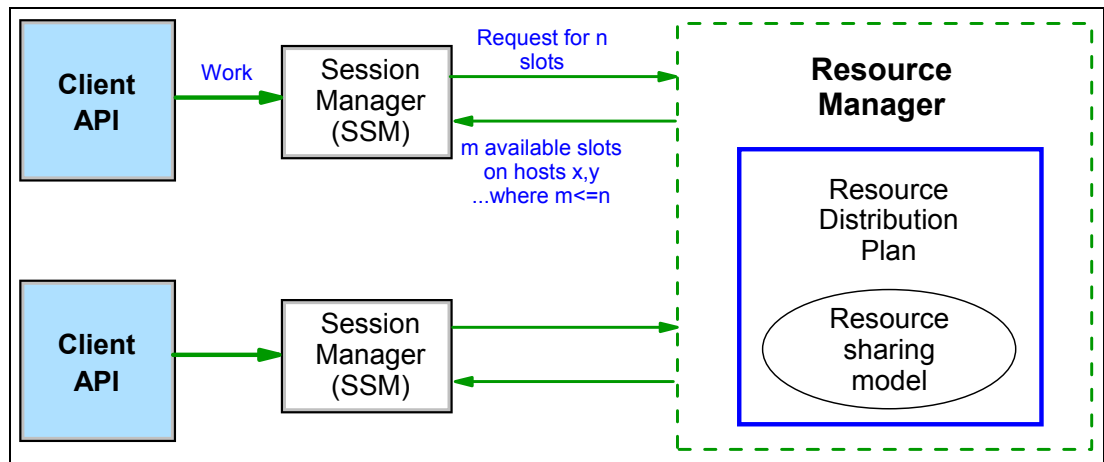 Client
API
Work
Session
Manager
(SSM)
Request for n
slots
m available slots
on hosts x,y
...where m<=n
Resource
Manager
Resource
Distribution
Plan
Resource
sharing
model
Client
API
Session
Manager
(SSM)